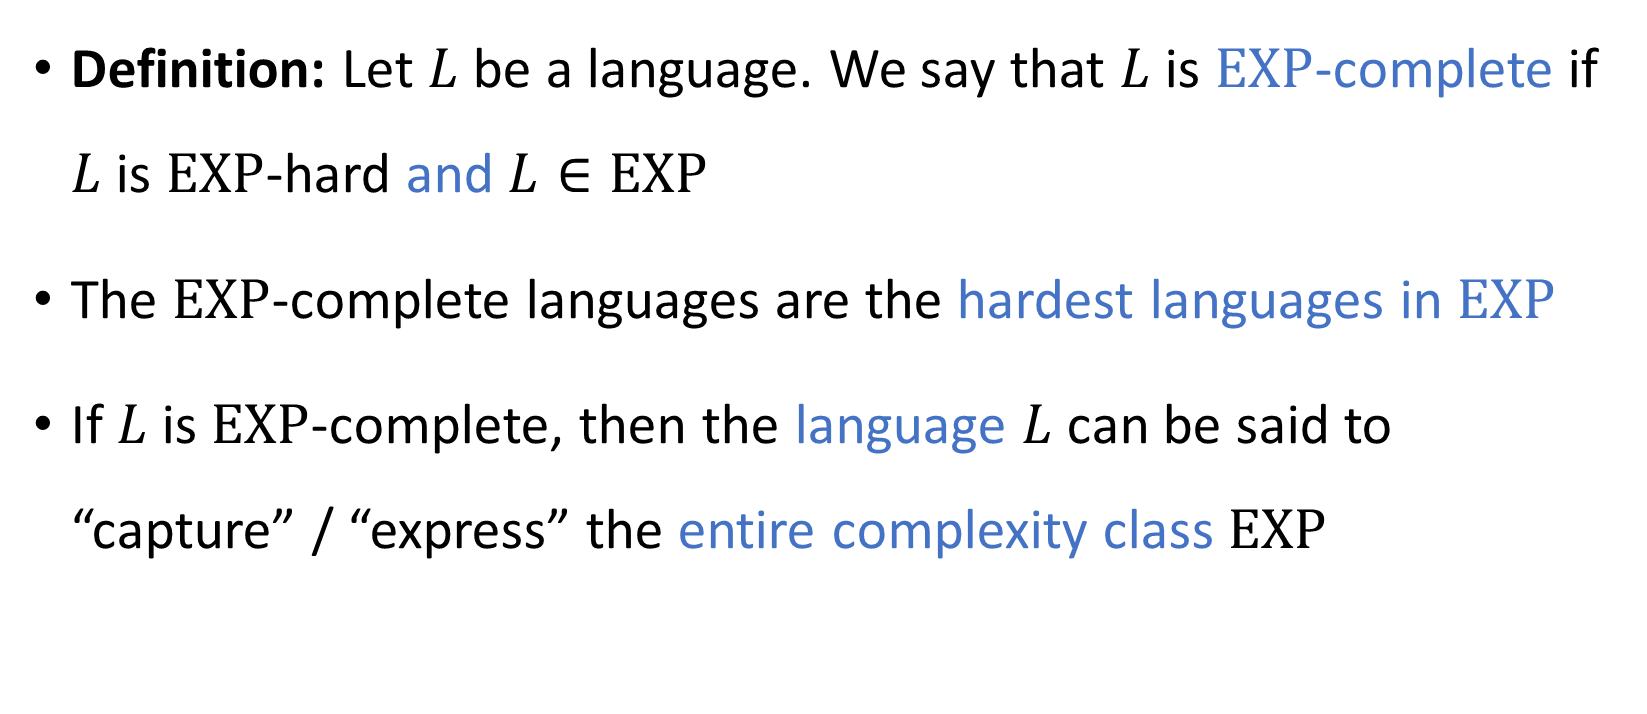 • Definition: Let L be a language. We say that L is EXP-complete if
L is EXP-hard and L ∈ EXP
• The EXP-complete languages are the hardest languages in EXP
• If L is EXP-complete, then the language L can be said to
“capture” / “express” the entire complexity class EXP